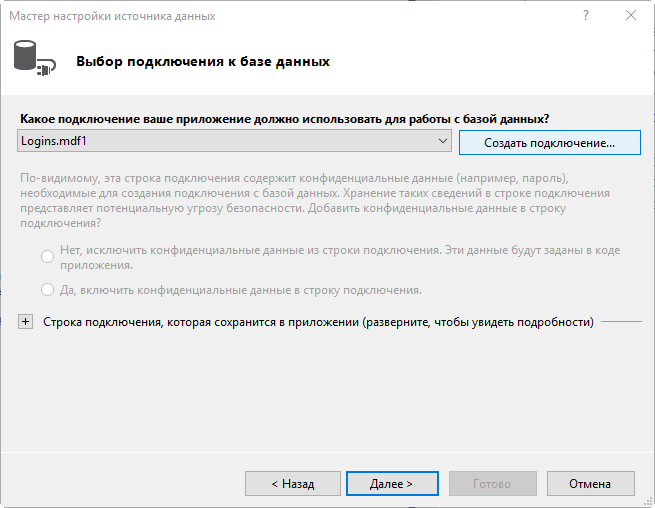 Мастер настройки источника данных
?
Выбор подключения к базе данных
Какое подключение ваше приложение должно использовать для работы с базой данных?
Logins.mdf1
Создать подключение...
По-видимому, эта строка подключения содержит конфиденциальные данные (например, пароль),
необходимые для создания подключения с базой данных. Хранение таких сведений в строке подключения
представляет потенциальную угрозу безопасности. Добавить конфиденциальные данные в строку
подключения?
Нет, исключить конфиденциальные данные из строки подключения. Эти данные будут заданы в коде
приложения.
Да, включить конфиденциальные данные в строку подключения.
+ Строка подключения, которая сохранится в приложении (разверните, чтобы увидеть подробности)
< Назад
Далее >
Готово
Отмена